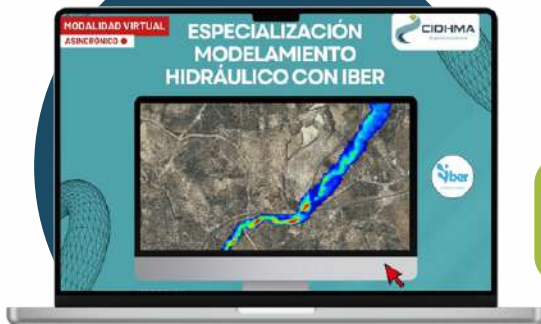 MODALIDAD VIRTUAL
ASINCRÓNICO
ESPECIALIZACIÓN
MODELAMIENTO
HIDRÁULICO CON IBER
CIDHMA
Iber